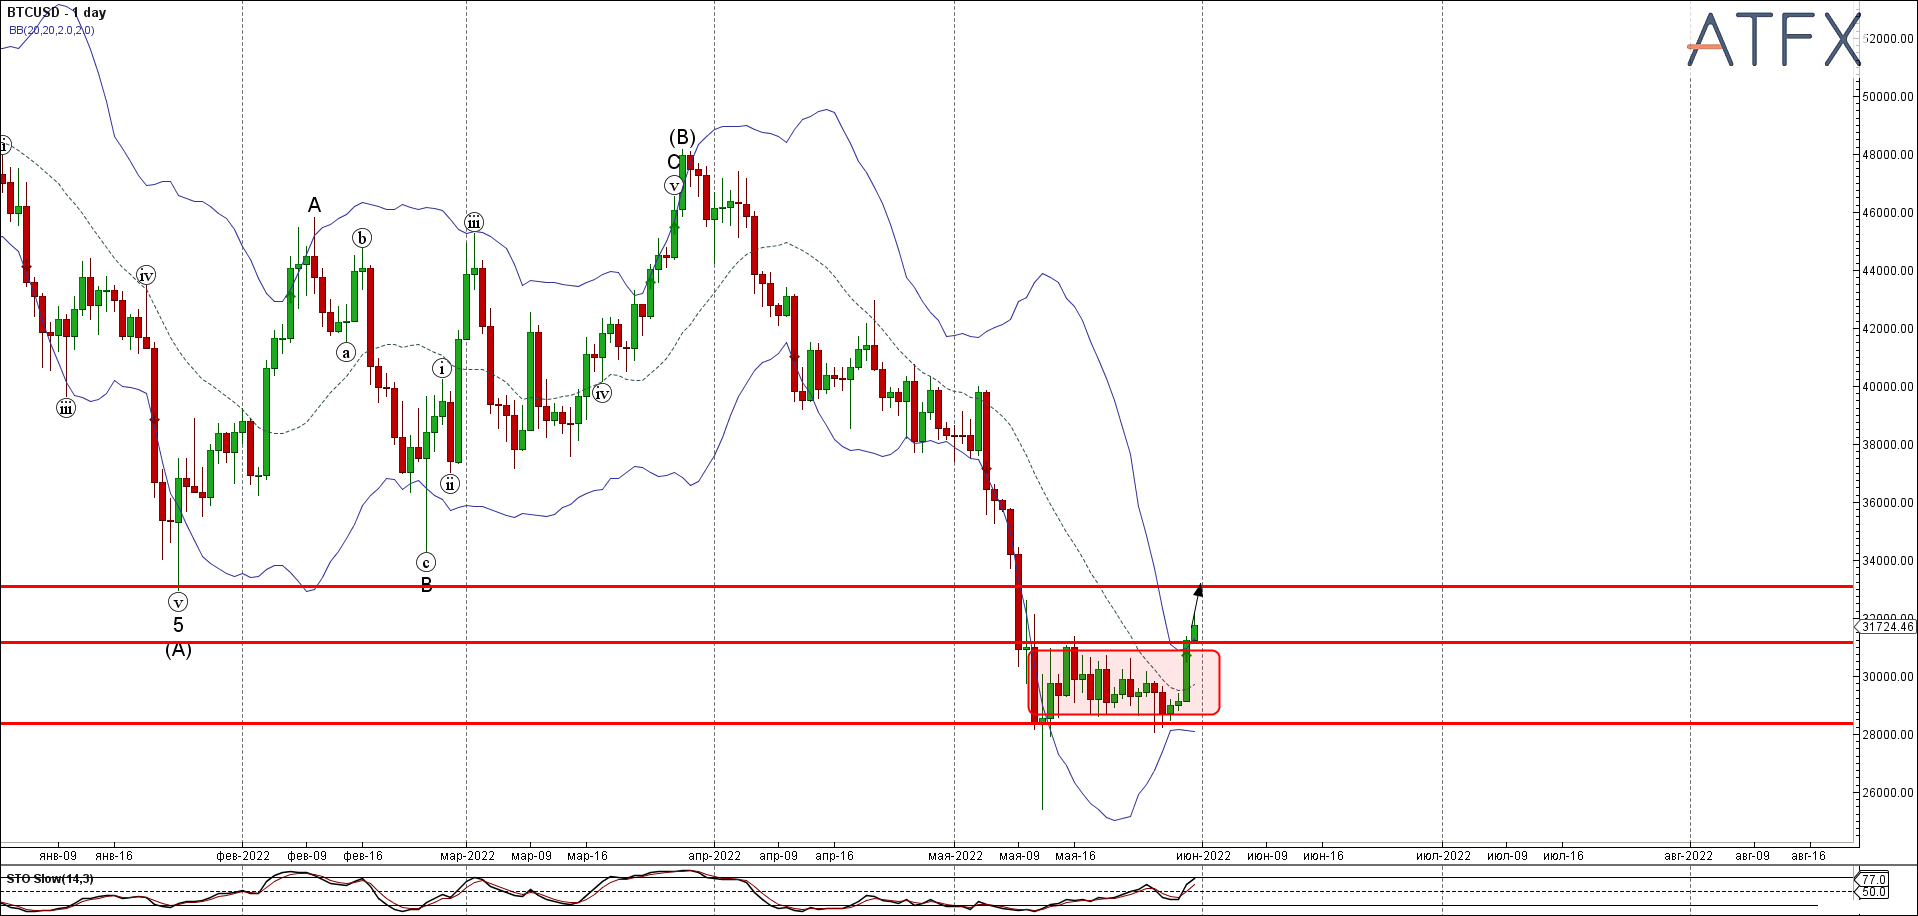 BTCUSD - 1 day
BB(20,20,2.0,2.0)
ATFX
52000.00
50000.00
48000.00
46000.00
44000.00
42000.00
40000.00
38000.00
36000.00
34000.00
32000.00
31724.46
30000.00
28000.00
26000.00
i
iii
iv
v
5
(A)
A
a
b
c
B
i
ii
iii
iv
(B)
C
v
янв-09 янв-16 фев-2022 фев-09 фев-16 мар-2022 мар-09 мар-16 апр-2022 апр-09 апр-16 мая-2022 мая-09 мая-16 июн-2022 июн-09 июн-16 июл-2022 июл-09 июл-16 авг-2022 авг-09 авг-16
STO Slow(14,3)
77.0
50.0